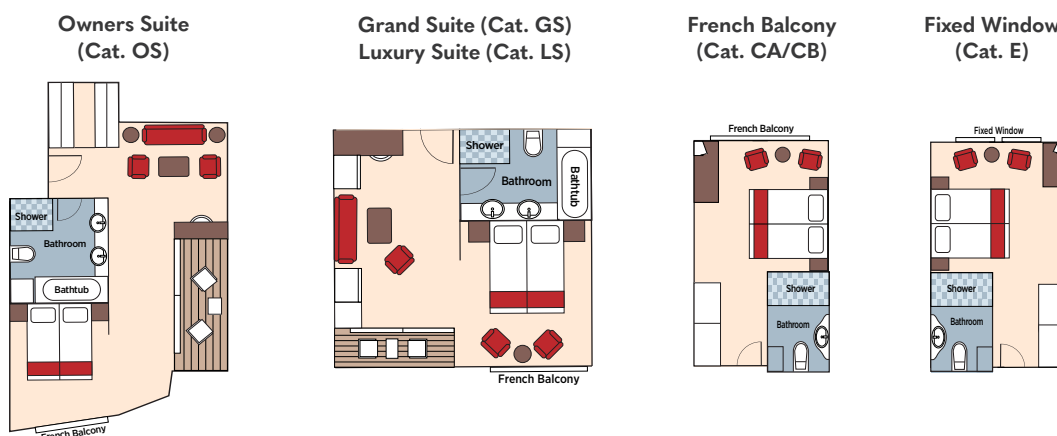 Owners Suite
(Cat. OS)
Shower
Bathroom
Bathtub
French Balcony
Grand Suite (Cat. GS)
Luxury Suite (Cat. LS)
Shower
Bathroom
Bathtub
French Balcony
French Balcony
(Cat. CA/CB)
French Balcony
Shower
Bathroom
Fixed Window
(Cat. E)
Fixed Window
Shower
Bathroom